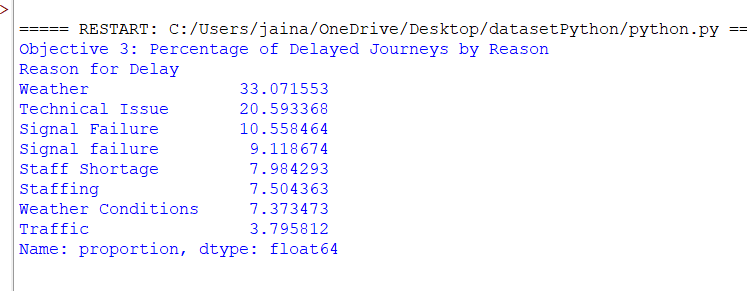 >
===== RESTART: C:/Users/jaina/OneDrive/Desktop/datasetPython/python.py ==
Objective 3: Percentage of Delayed Journeys by Reason
Reason for Delay
Weather               33.071553
Technical Issue       20.593368
Signal Failure        10.558464
Signal failure         9.118674
Staff Shortage         7.984293
Staffing               7.504363
Weather Conditions     7.373473
Traffic                3.795812
Name: proportion, dtype: float64